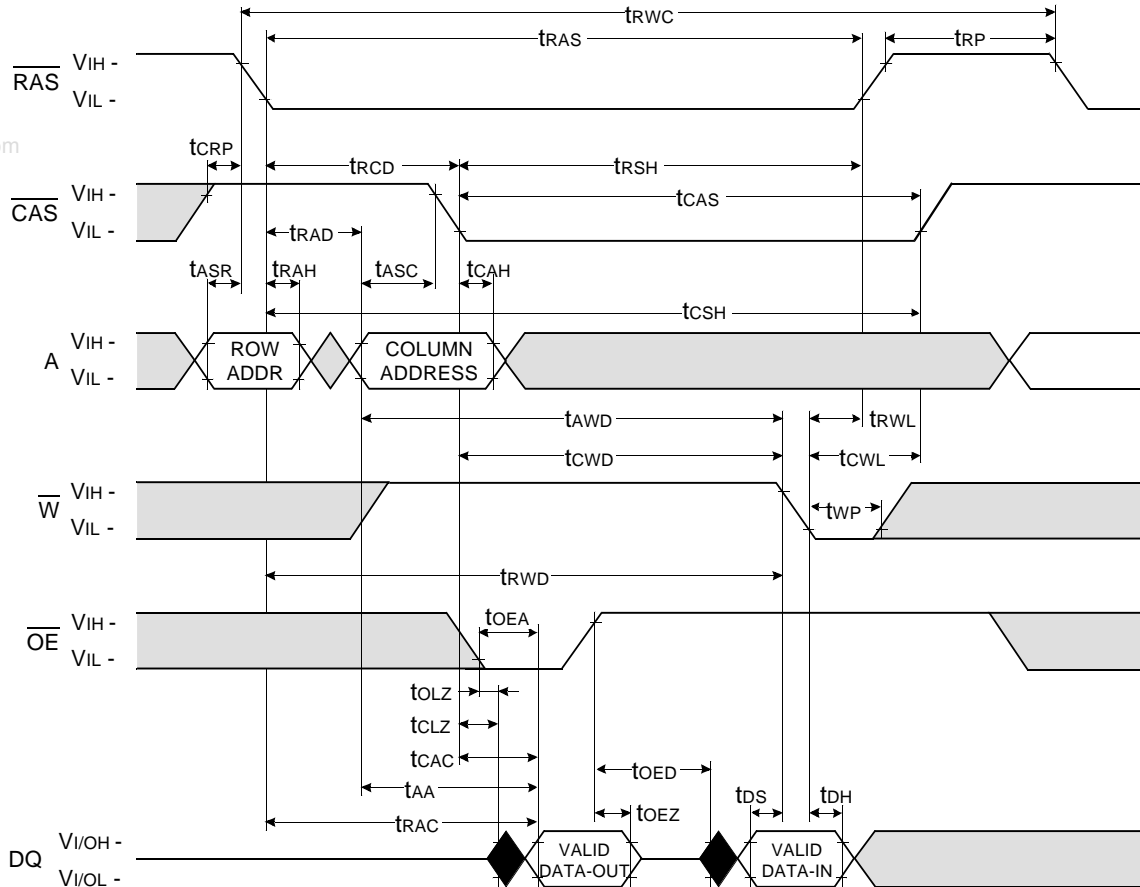 tRWC
tRAS
tRP
RAS
VIH -
VIL -
om
tCRP
tRCD
tRSH
CAS
VIH -
VIL -
tCAS
tRAD
tASR
tRAH
tASC
tCAH
tCSH
A
VIH -
VIL -
ROW
ADDR
COLUMN
ADDRESS
tAWD
tRWL
tCWD
tCWL
W
VIH -
VIL -
tWP
tRWD
OE
VIH -
VIL -
tOEA
tOLZ
tCLZ
tCAC
tOED
tAA
tDS
tDH
tOEZ
tRAC
DQ
VI/OH -
VI/OL -
VALID
DATA-OUT
VALID
DATA-IN